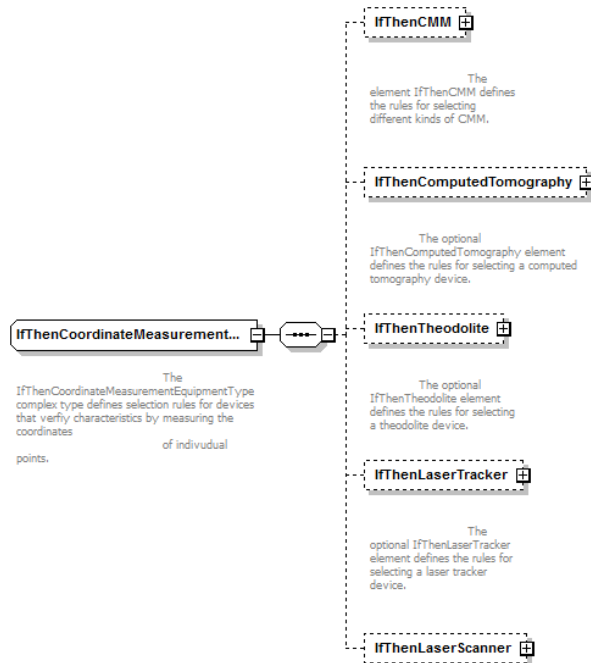 IfThenCMM
The
element IfThenCMM defines
the rules for selecting
different kinds of CMM.
IfThenComputedTomography
The optional
IfThenComputedTomography element
defines the rules for selecting a computed
tomography device.
IfThenCoordinateMeasurement...
The
IfThenCoordinateMeasurementEquipmentType
complex type defines selection rules for devices
that verfiy characteristics by measuring the
coordinates
of indivudual
points.
IfThenTheodolite
The optional
IfThenTheodolite element
defines the rules for selecting
a theodolite device.
IfThenLaserTracker
The
optional IfThenLaserTracker
element defines the rules for
selecting a laser tracker
device.
IfThenLaserScanner